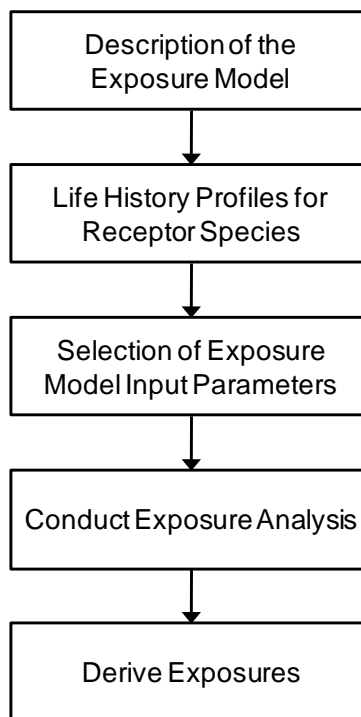 Description of the
Exposure Model
Life History Profiles for
Receptor Species
Selection of Exposure
Model Input Parameters
Conduct Exposure Analysis
Derive Exposures